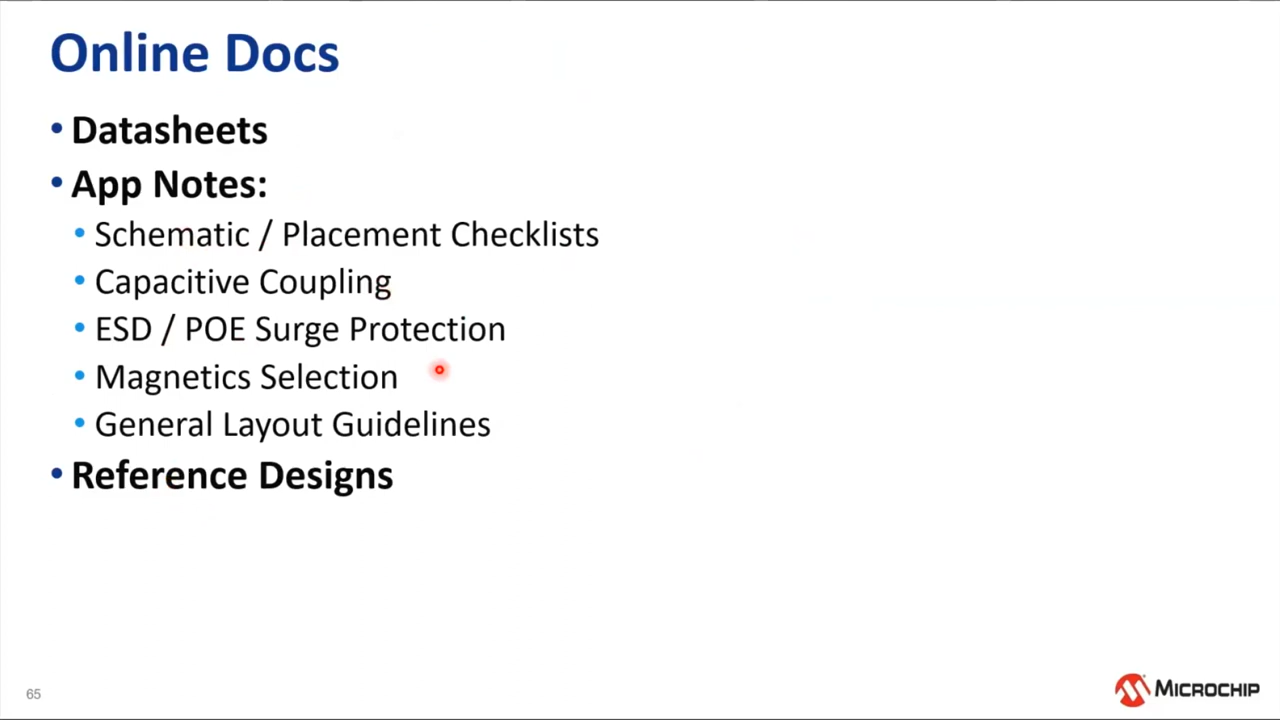 Online Docs
• Datasheets
• App Notes:
• Schematic / Placement Checklists
• Capacitive Coupling
• ESD / POE Surge Protection
• Magnetics Selection
• General Layout Guidelines
• Reference Designs
65
MICROCHIP